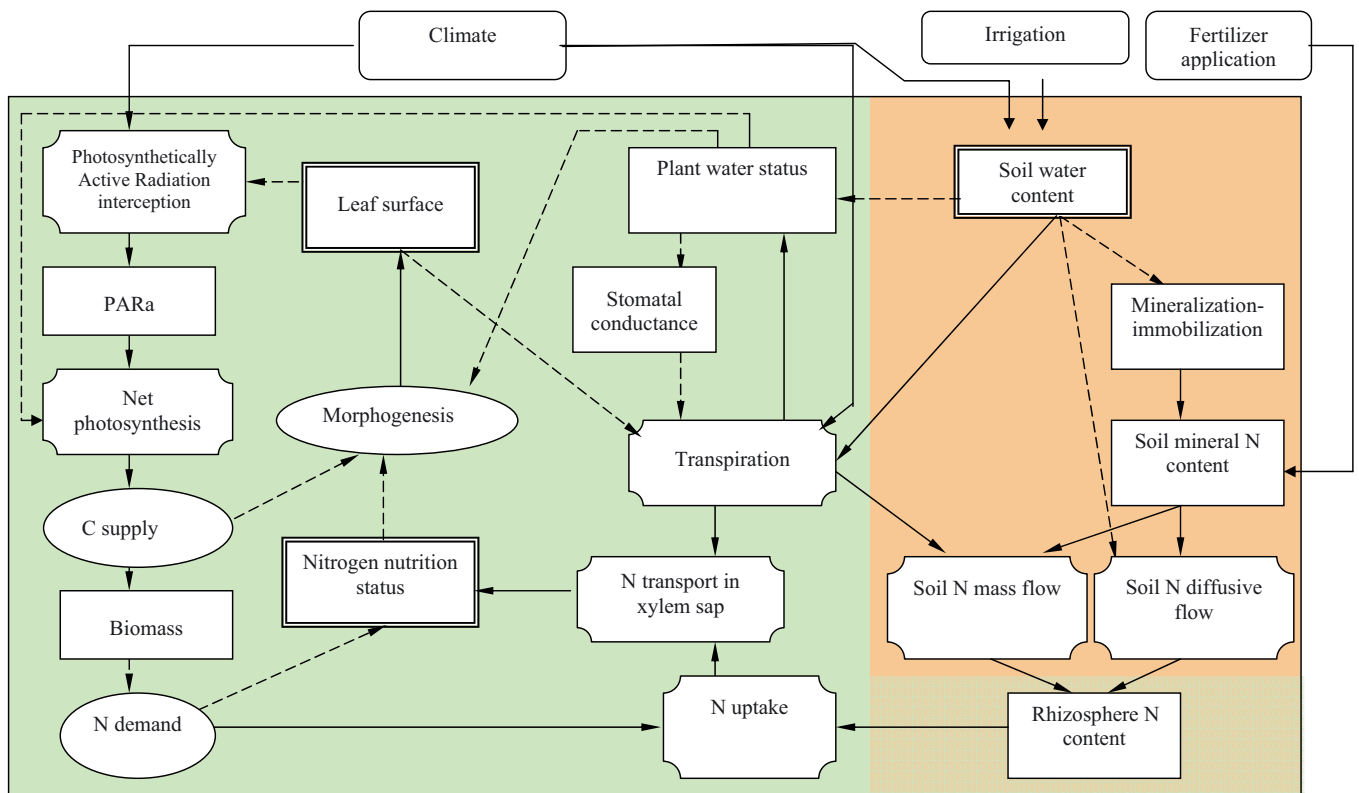 Climate
Irrigation
Fertilizer
application
Photosynthetically
Active Radiation
interception
Leaf surface
Plant water status
Soil water
content
PARa
Stomatal
conductance
Mineralization-
immobilization
Net
photosynthesis
Morphogenesis
Transpiration
Soil mineral N
content
C supply
Nitrogen nutrition
status
N transport in
xylem sap
Soil N mass flow
Soil N diffusive
flow
Biomass
N demand
N uptake
Rhizosphere N
content